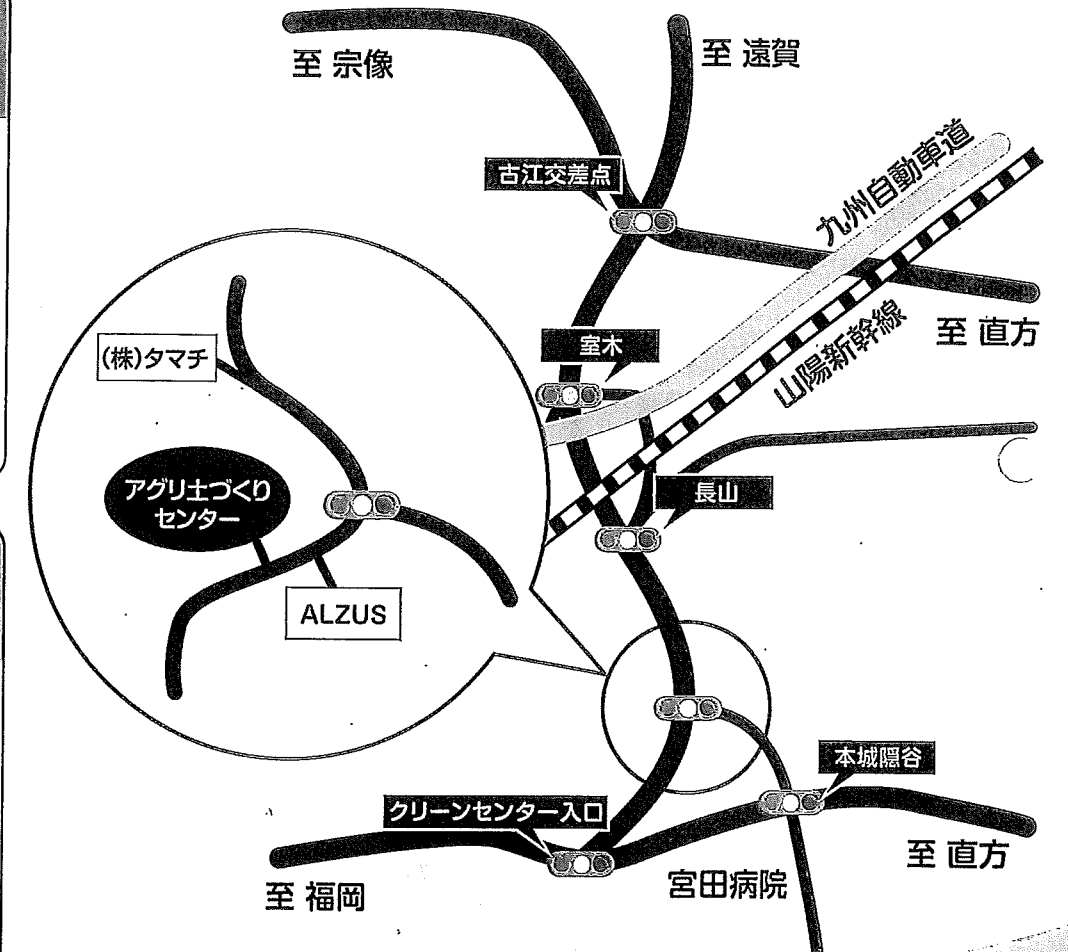 至 宗像
至 遠賀
古江交差点
九州自動車道
室木
至 直方
山陽新幹線
(株)タマチ
アグリ土づくり
センター
長山
ALZUS
本城隠谷
クリーンセンター入口
至 直方
宮田病院
至 福岡